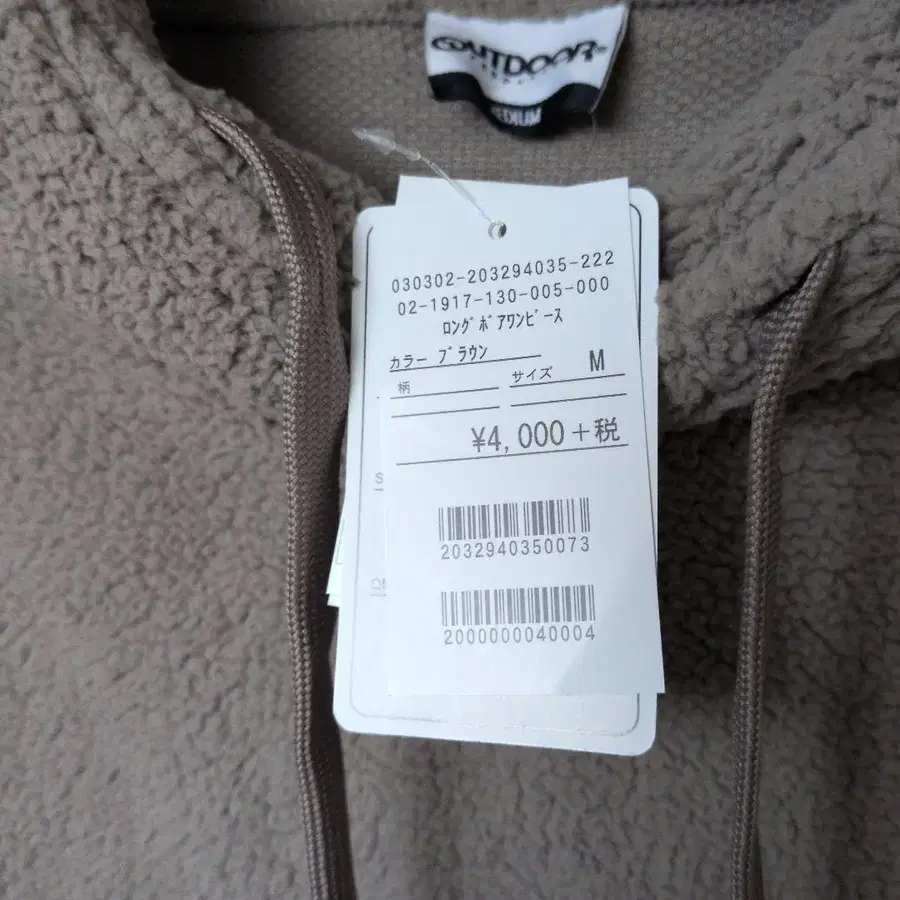 OUTDOOR
MEDIUM
030302-203294035-222
02-1917-130-005-000
ﾛﾝｸﾞﾎﾞｱﾜﾝﾋﾟｰｽ
カラー ﾌﾞﾗｳﾝ
柄 サイズ M
¥4,000+税
2032940350073
2000000040004